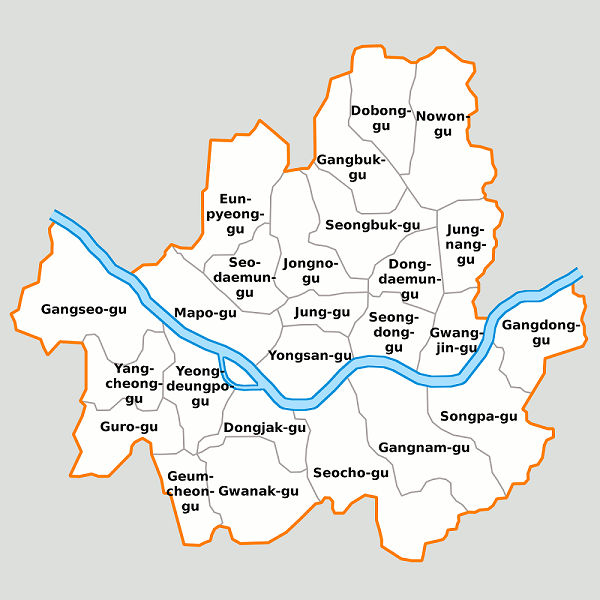 Dobong-
gu
Nowon-
gu
Gangbuk-
gu
Eun-
pyeong-
gu
Seongbuk-gu
Jung-
nang-
gu
Seo-
daemun-
gu
Jongno-
gu
Dong-
daemun-
gu
Gangseo-gu
Mapo-gu
Jung-gu
Seong-
dong-
gu
Gwang-
jin-gu
Gangdong-
gu
Yongsan-gu
Yang-
cheong-
gu
Yeong-
deungpo-
gu
Songpa-gu
Guro-gu
Dongjak-gu
Gangnam-gu
Seocho-gu
Geum-
cheon-
gu
Gwanak-gu